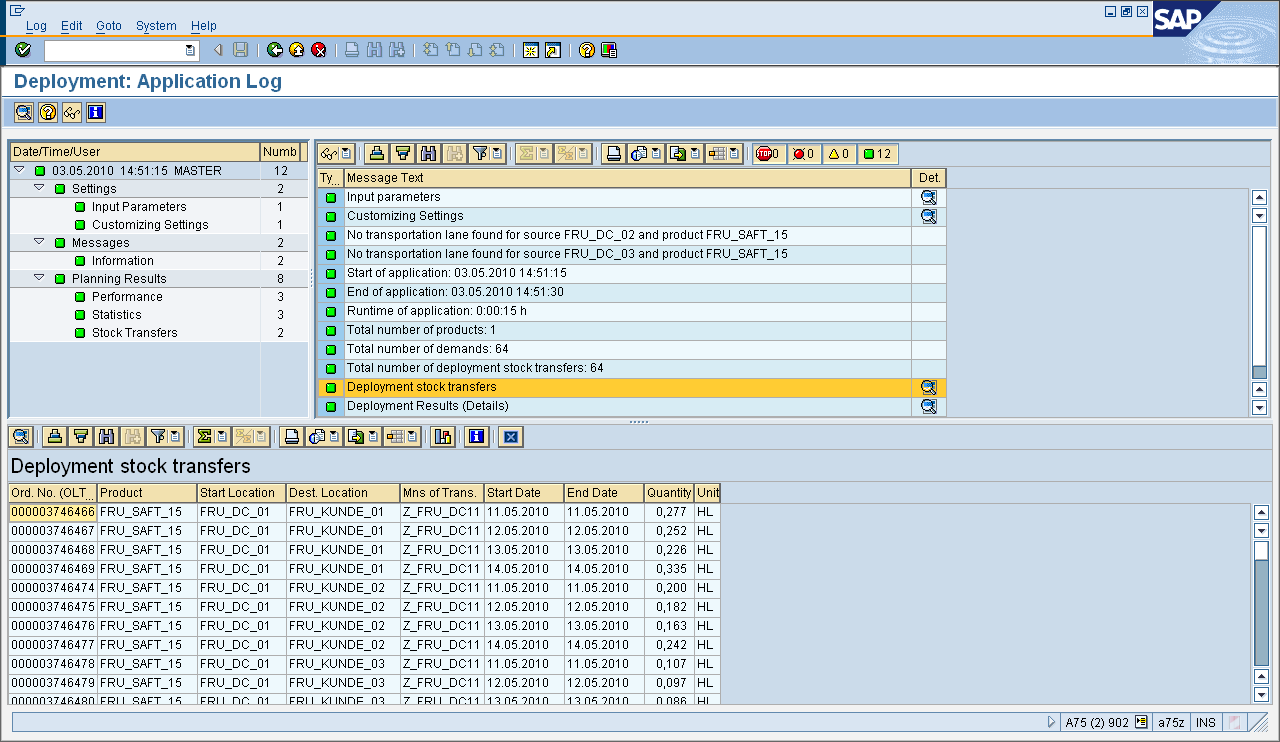 Log Edit Goto System Help
SAP
Deployment: Application Log
Date/Time/User Numb
03.05.2010 14:51:15 MASTER 12
Settings 2
Input Parameters 1
Customizing Settings 1
Messages 2
Information 2
Planning Results 8
Performance 3
Statistics 3
Stock Transfers 2
STOP 0 0 0 12
Ty... Message Text Det.
Input parameters
Customizing Settings
No transportation lane found for source FRU_DC_02 and product FRU_SAFT_15
No transportation lane found for source FRU_DC_03 and product FRU_SAFT_15
Start of application: 03.05.2010 14:51:15
End of application: 03.05.2010 14:51:30
Runtime of application: 0:00:15 h
Total number of products: 1
Total number of demands: 64
Total number of deployment stock transfers: 64
Deployment stock transfers
Deployment Results (Details)
Deployment stock transfers
Ord. No. (OLT... Product Start Location Dest. Location Mns of Trans. Start Date End Date Quantity Unit
000003746466 FRU_SAFT_15 FRU_DC_01 FRU_KUNDE_01 Z_FRU_DC11 11.05.2010 11.05.2010 0,277 HL
000003746467 FRU_SAFT_15 FRU_DC_01 FRU_KUNDE_01 Z_FRU_DC11 12.05.2010 12.05.2010 0,252 HL
000003746468 FRU_SAFT_15 FRU_DC_01 FRU_KUNDE_01 Z_FRU_DC11 13.05.2010 13.05.2010 0,226 HL
000003746469 FRU_SAFT_15 FRU_DC_01 FRU_KUNDE_01 Z_FRU_DC11 14.05.2010 14.05.2010 0,335 HL
000003746474 FRU_SAFT_15 FRU_DC_01 FRU_KUNDE_02 Z_FRU_DC11 11.05.2010 11.05.2010 0,200 HL
000003746475 FRU_SAFT_15 FRU_DC_01 FRU_KUNDE_02 Z_FRU_DC11 12.05.2010 12.05.2010 0,182 HL
000003746476 FRU_SAFT_15 FRU_DC_01 FRU_KUNDE_02 Z_FRU_DC11 13.05.2010 13.05.2010 0,163 HL
000003746477 FRU_SAFT_15 FRU_DC_01 FRU_KUNDE_02 Z_FRU_DC11 14.05.2010 14.05.2010 0,242 HL
000003746478 FRU_SAFT_15 FRU_DC_01 FRU_KUNDE_03 Z_FRU_DC11 11.05.2010 11.05.2010 0,107 HL
000003746479 FRU_SAFT_15 FRU_DC_01 FRU_KUNDE_03 Z_FRU_DC11 12.05.2010 12.05.2010 0,097 HL
000003746480 FRU_SAFT_15 FRU_DC_01 FRU_KUNDE_03 Z_FRU_DC11 13.05.2010 13.05.2010 0,086 HL
A75 (2) 902 a75z INS